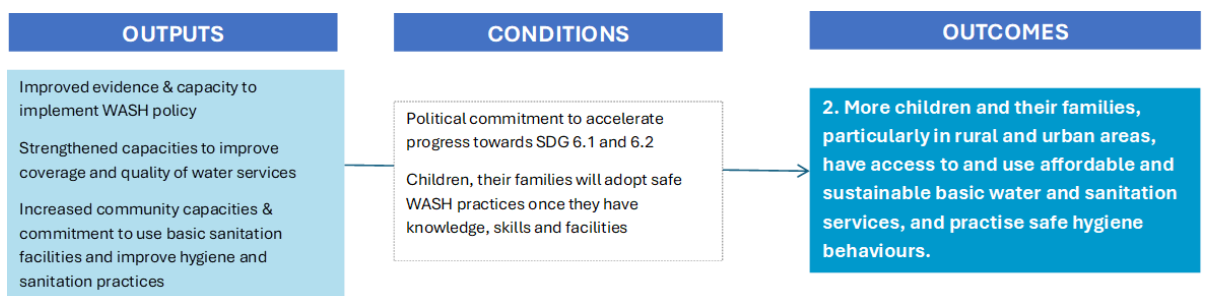 OUTPUTS
Improved evidence & capacity to
implement WASH policy
Strengthened capacities to improve
coverage and quality of water services
Increased community capacities &
commitment to use basic sanitation
facilities and improve hygiene and
sanitation practices
CONDITIONS
Political commitment to accelerate
progress towards SDG 6.1 and 6.2
Children, their families will adopt safe
WASH practices once they have
knowledge, skills and facilities
OUTCOMES
2. More children and their families,
particularly in rural and urban areas,
have access to and use affordable and
sustainable basic water and sanitation
services, and practise safe hygiene
behaviours.